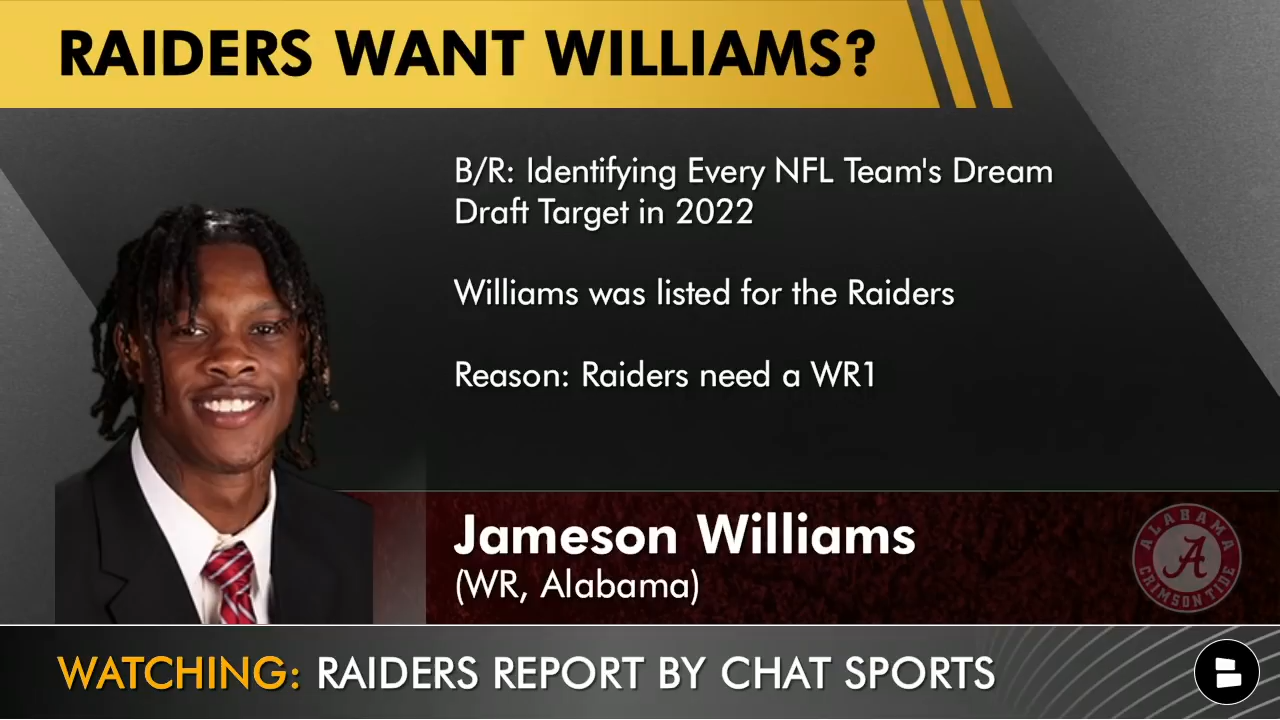 RAIDERS WANT WILLIAMS?
B/R: Identifying Every NFL Team's Dream
Draft Target in 2022
Williams was listed for the Raiders
Reason: Raiders need a WR1
Jameson Williams
(WR, Alabama)
ALABAMA
A
CRIMSON TIDE
WATCHING: RAIDERS REPORT BY CHAT SPORTS